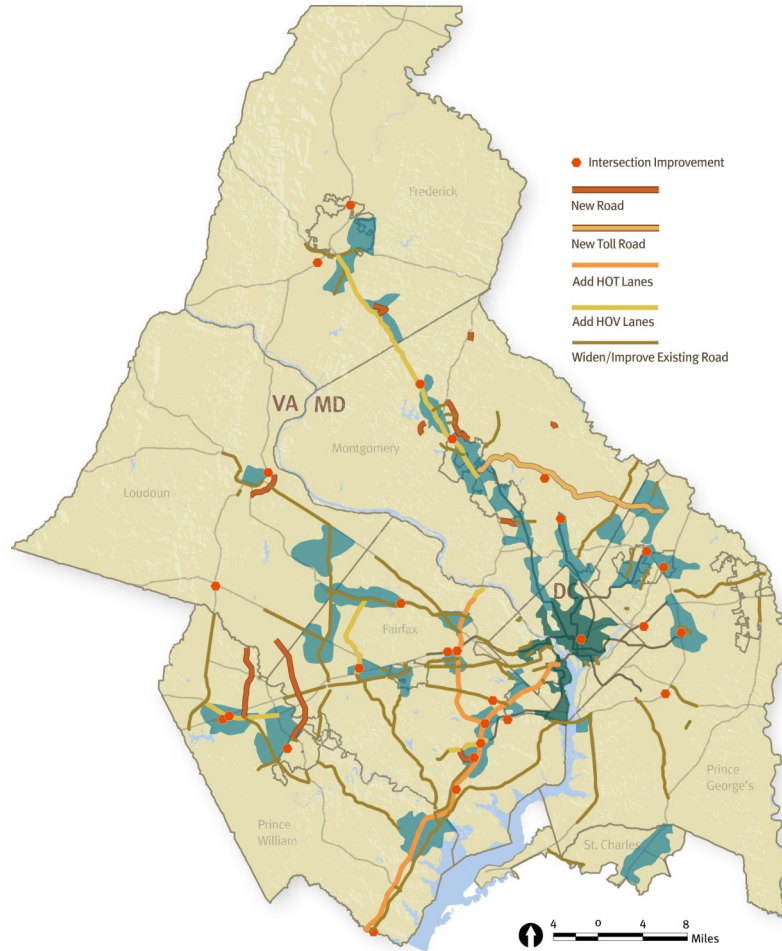 Intersection Improvement
Frederick
New Road
New Toll Road
Add HOT Lanes
Add HOV Lanes
Widen/Improve Existing Road
VA MD
Montgomery
Loudoun
DC
Fairfax
Prince
George's
Prince
William
St. Charles
4 0 4 8
Miles